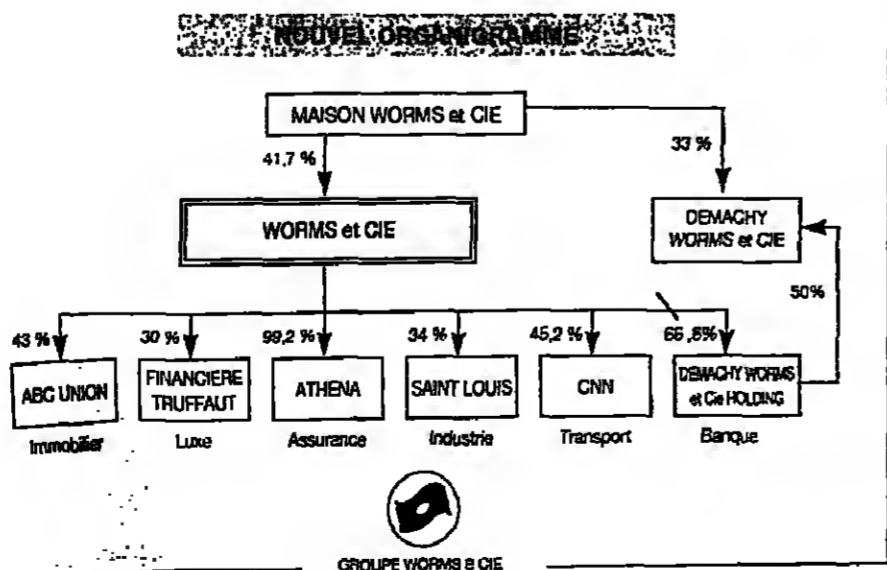 NOUVEL ORGANIGRAMME
MAISON WORMS et CIE
41,7 %
33 %
WORMS et CIE
DEMACHY
WORMS et CIE
50%
43 %
30 %
99,2 %
34 %
45,2 %
66,6%
ABC UNION
FINANCIERE
TRUFFAUT
ATHENA
SAINT LOUIS
CNN
DEMACHY WORMS
et Cie HOLDING
Immobilier
Luxe
Assurance
Industrie
Transport
Banque
GROUPE WORMS & CIE